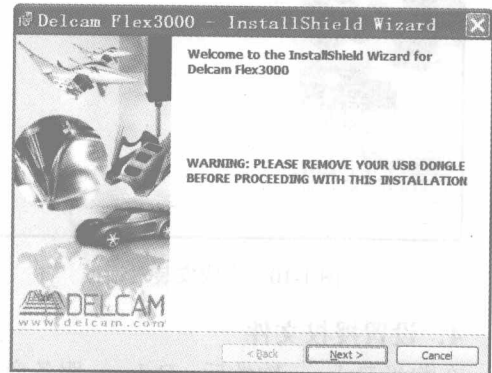 Delcam Flex3000 - InstallShield Wizard
Welcome to the InstallShield Wizard for
Delcam Flex3000
WARNING: PLEASE REMOVE YOUR USB DONGLE
BEFORE PROCEEDING WITH THIS INSTALLATION
DELCAM
www.delcam.com
< Back
Next >
Cancel